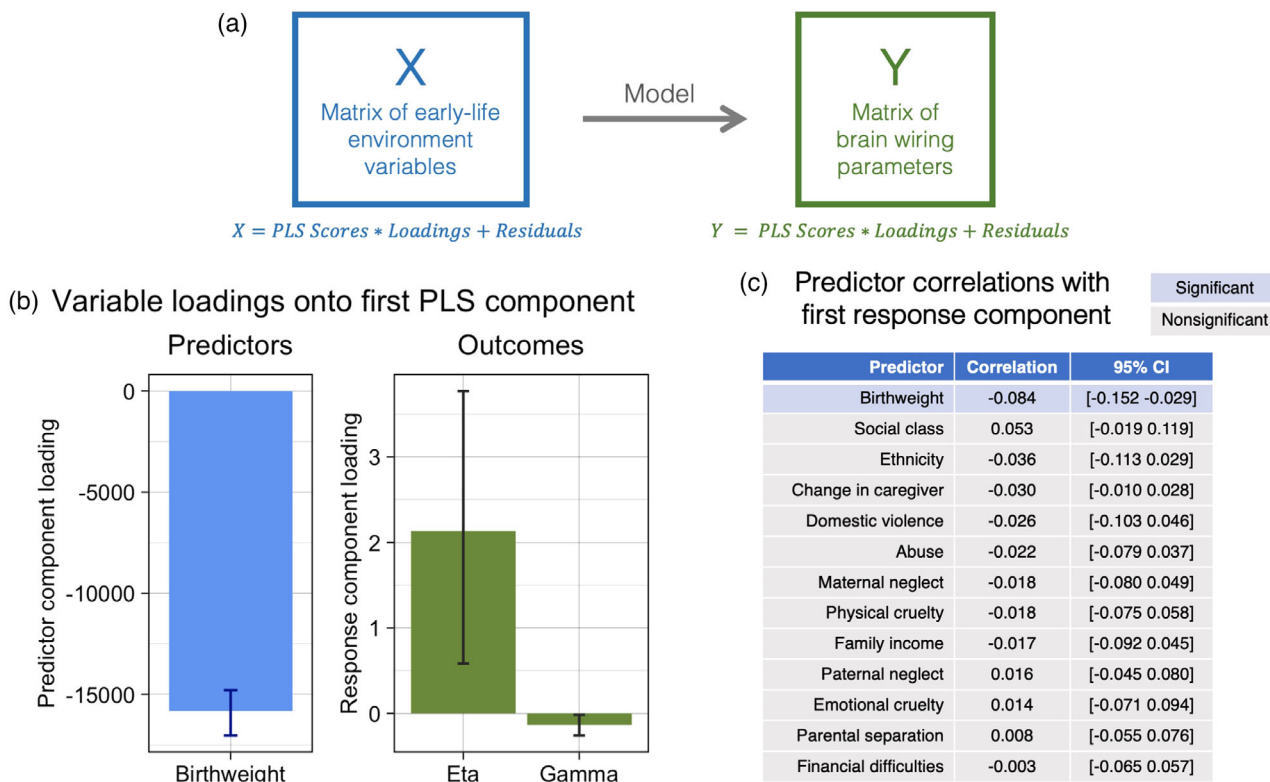 (a)
X
Matrix of early-life
environment
variables
Model
Y
Matrix of
brain wiring
parameters
X = PLS Scores * Loadings + Residuals
Y = PLS Scores * Loadings + Residuals
(b) Variable loadings onto first PLS component
Predictors
Outcomes
Predictor component loading
0
-5000
-10000
-15000
Birthweight
Response component loading
3
2
1
0
Eta Gamma
(c) Predictor correlations with
first response component
Significant
Nonsignificant
Predictor Correlation 95% CI
Birthweight -0.084 [-0.152 -0.029]
Social class 0.053 [-0.019 0.119]
Ethnicity -0.036 [-0.113 0.029]
Change in caregiver -0.030 [-0.010 0.028]
Domestic violence -0.026 [-0.103 0.046]
Abuse -0.022 [-0.079 0.037]
Maternal neglect -0.018 [-0.080 0.049]
Physical cruelty -0.018 [-0.075 0.058]
Family income -0.017 [-0.092 0.045]
Paternal neglect 0.016 [-0.045 0.080]
Emotional cruelty 0.014 [-0.071 0.094]
Parental separation 0.008 [-0.055 0.076]
Financial difficulties -0.003 [-0.065 0.057]